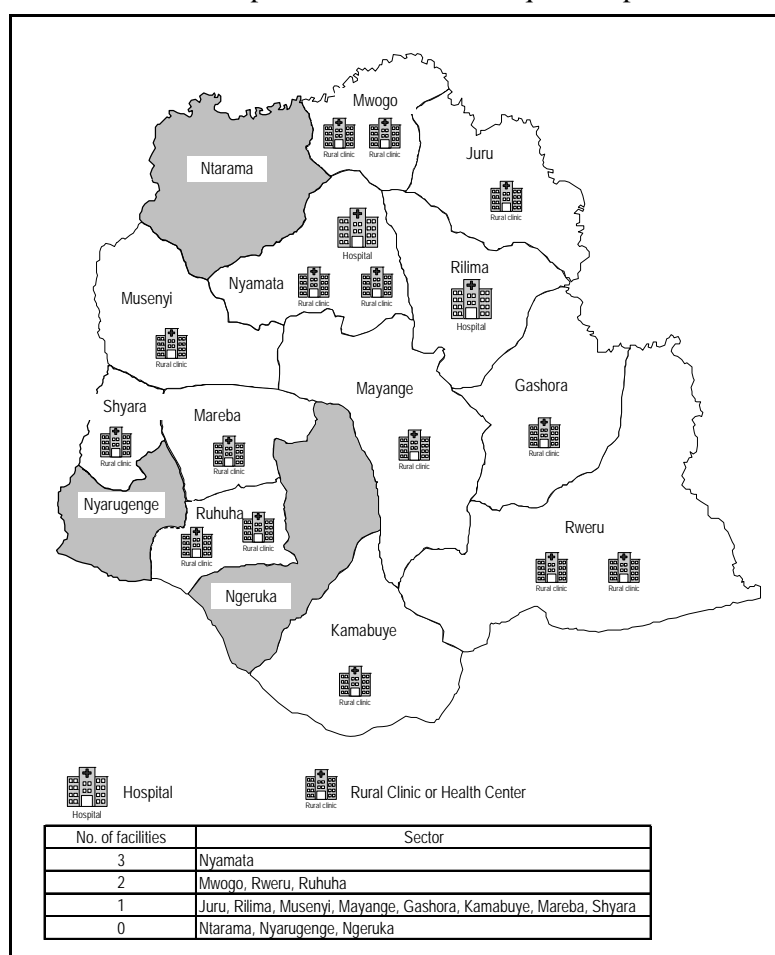 Mwogo
Rural clinic Rural clinic
Juru
Rural clinic
Ntarama
Hospital
Nyamata
Rural clinic Rural clinic
Rilima
Hospital
Musenyi
Rural clinic
Mayange
Rural clinic
Gashora
Rural clinic
Shyara
Rural clinic
Mareba
Rural clinic
Nyarugenge
Ruhuha
Rural clinic Rural clinic
Rweru
Rural clinic Rural clinic
Ngeruka
Kamabuye
Rural clinic
Hospital Hospital
Rural clinic Rural Clinic or Health Center
No. of facilities Sector
3 Nyamata
2 Mwogo, Rweru, Ruhuha
1 Juru, Rilima, Musenyi, Mayange, Gashora, Kamabuye, Mareba, Shyara
0 Ntarama, Nyarugenge, Ngeruka